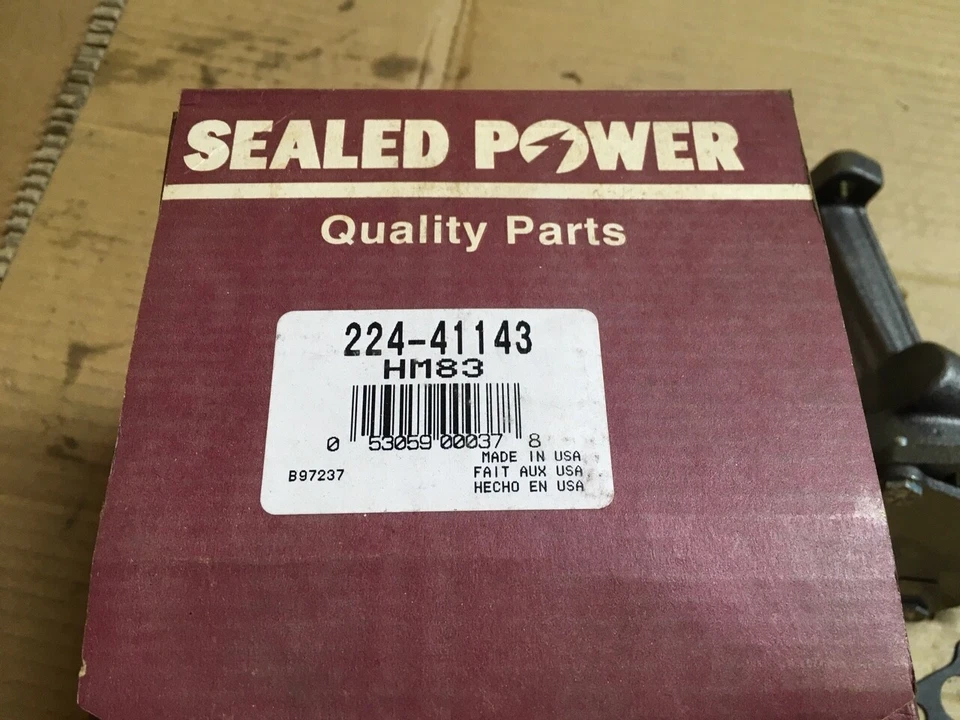 SEALED POWER
Quality Parts
224-41143
HM83
0 53059 00037 8
MADE IN USA
B97237
FAIT AUX USA
HECHO EN USA